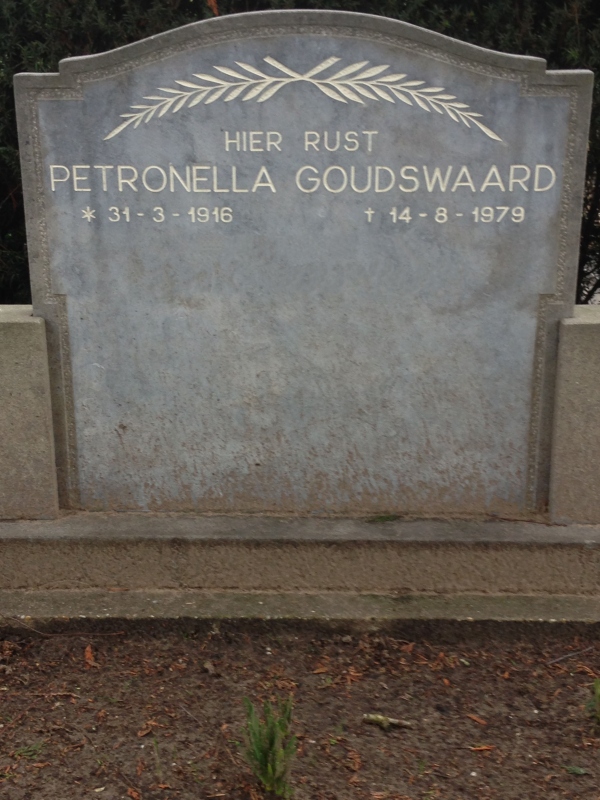 HIER RUST
PETRONELLA GOUDSWAARD
* 31-3-1916 † 14-8-1979